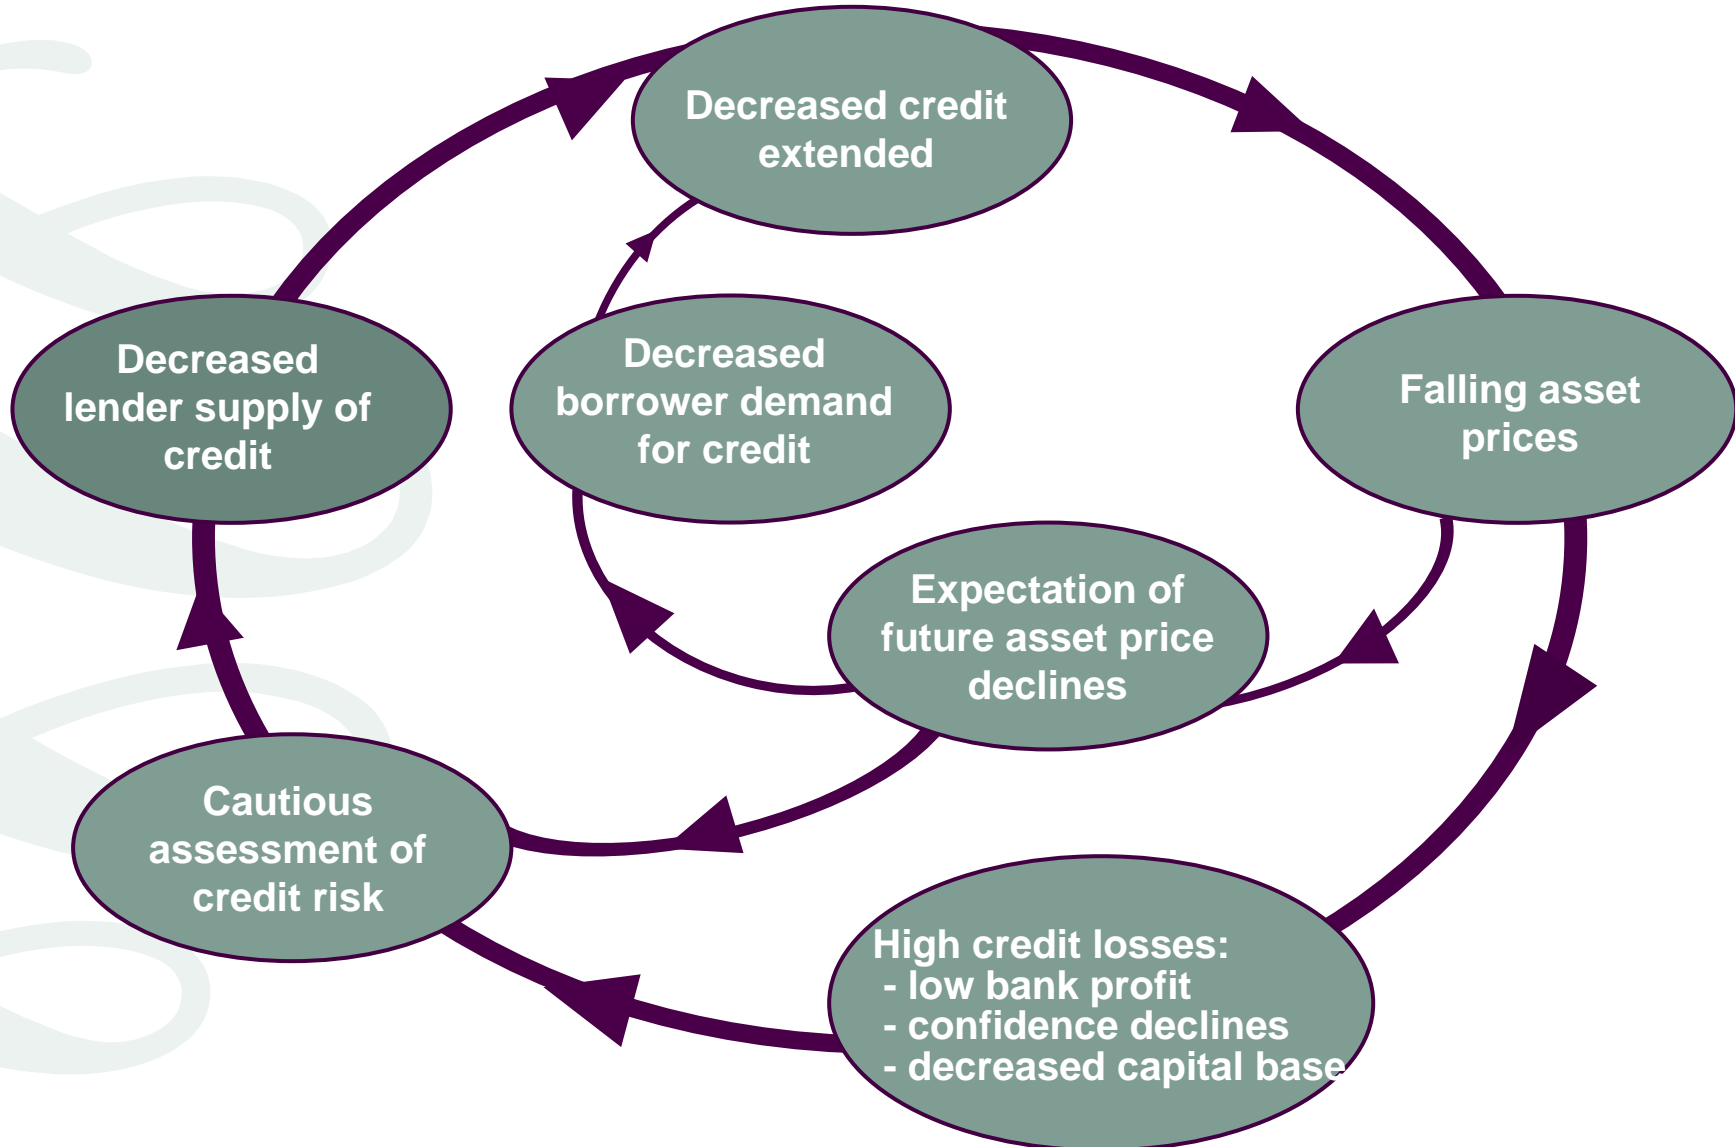 Decreased credit
extended
Decreased
lender supply of
credit
Decreased
borrower demand
for credit
Falling asset
prices
Expectation of
future asset price
declines
Cautious
assessment of
credit risk
High credit losses:
- low bank profit
- confidence declines
- decreased capital base